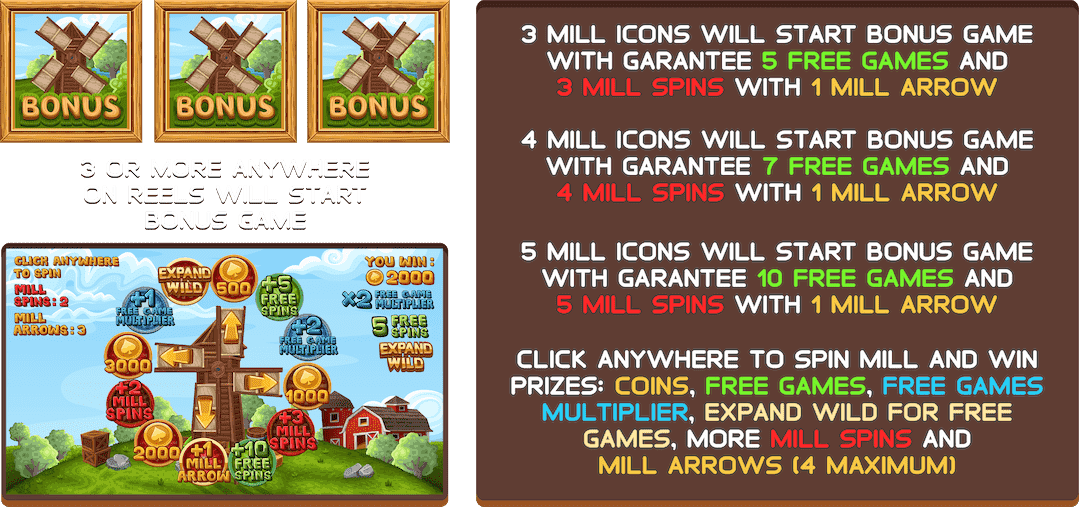 BONUS
BONUS
BONUS
3 OR MORE ANYWHERE
ON REELS WILL START
BONUS GAME
CLICK ANYWHERE
TO SPIN
MILL
SPINS: 2
MILL
ARROWS: 3
+1
FREE GAME
MULTIPLIER
EXPAND
WILD
500
+5
FREE
SPINS
+2
FREE GAME
MULTIPLIER
3000
1000
+2
MILL
SPINS
+3
MILL
SPINS
2000
+1
MILL
ARROW
+10
FREE
SPINS
YOU WIN:
2000
X2 FREE GAME
MULTIPLIER
5 FREE
SPINS
EXPAND
WILD
3 MILL ICONS WILL START BONUS GAME
WITH GARANTEE 5 FREE GAMES AND
3 MILL SPINS WITH 1 MILL ARROW
4 MILL ICONS WILL START BONUS GAME
WITH GARANTEE 7 FREE GAMES AND
4 MILL SPINS WITH 1 MILL ARROW
5 MILL ICONS WILL START BONUS GAME
WITH GARANTEE 10 FREE GAMES AND
5 MILL SPINS WITH 1 MILL ARROW
CLICK ANYWHERE TO SPIN MILL AND WIN
PRIZES: COINS, FREE GAMES, FREE GAMES
MULTIPLIER, EXPAND WILD FOR FREE
GAMES, MORE MILL SPINS AND
MILL ARROWS (4 MAXIMUM)